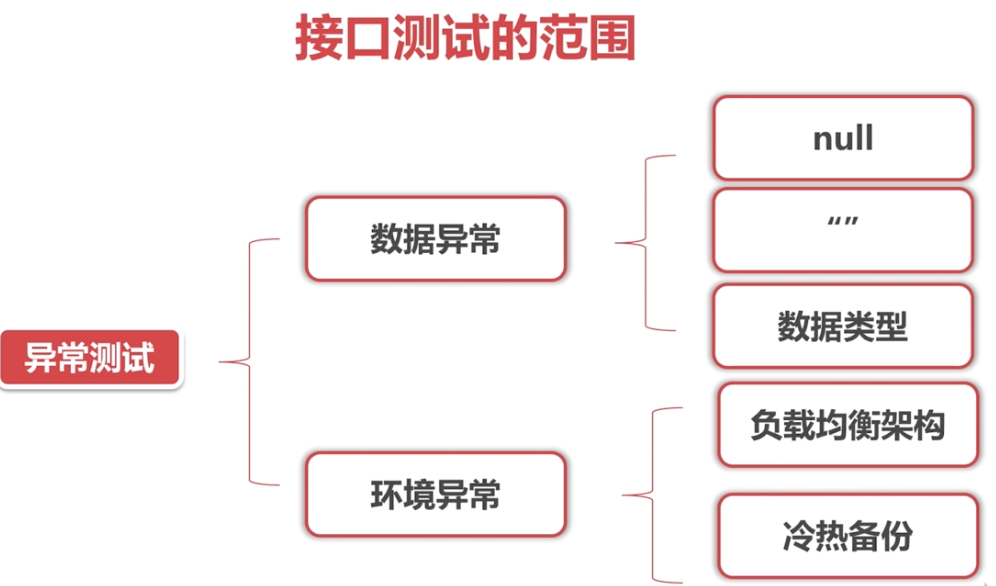 接口测试的范围
null
数据异常
“”
数据类型
异常测试
负载均衡架构
环境异常
冷热备份